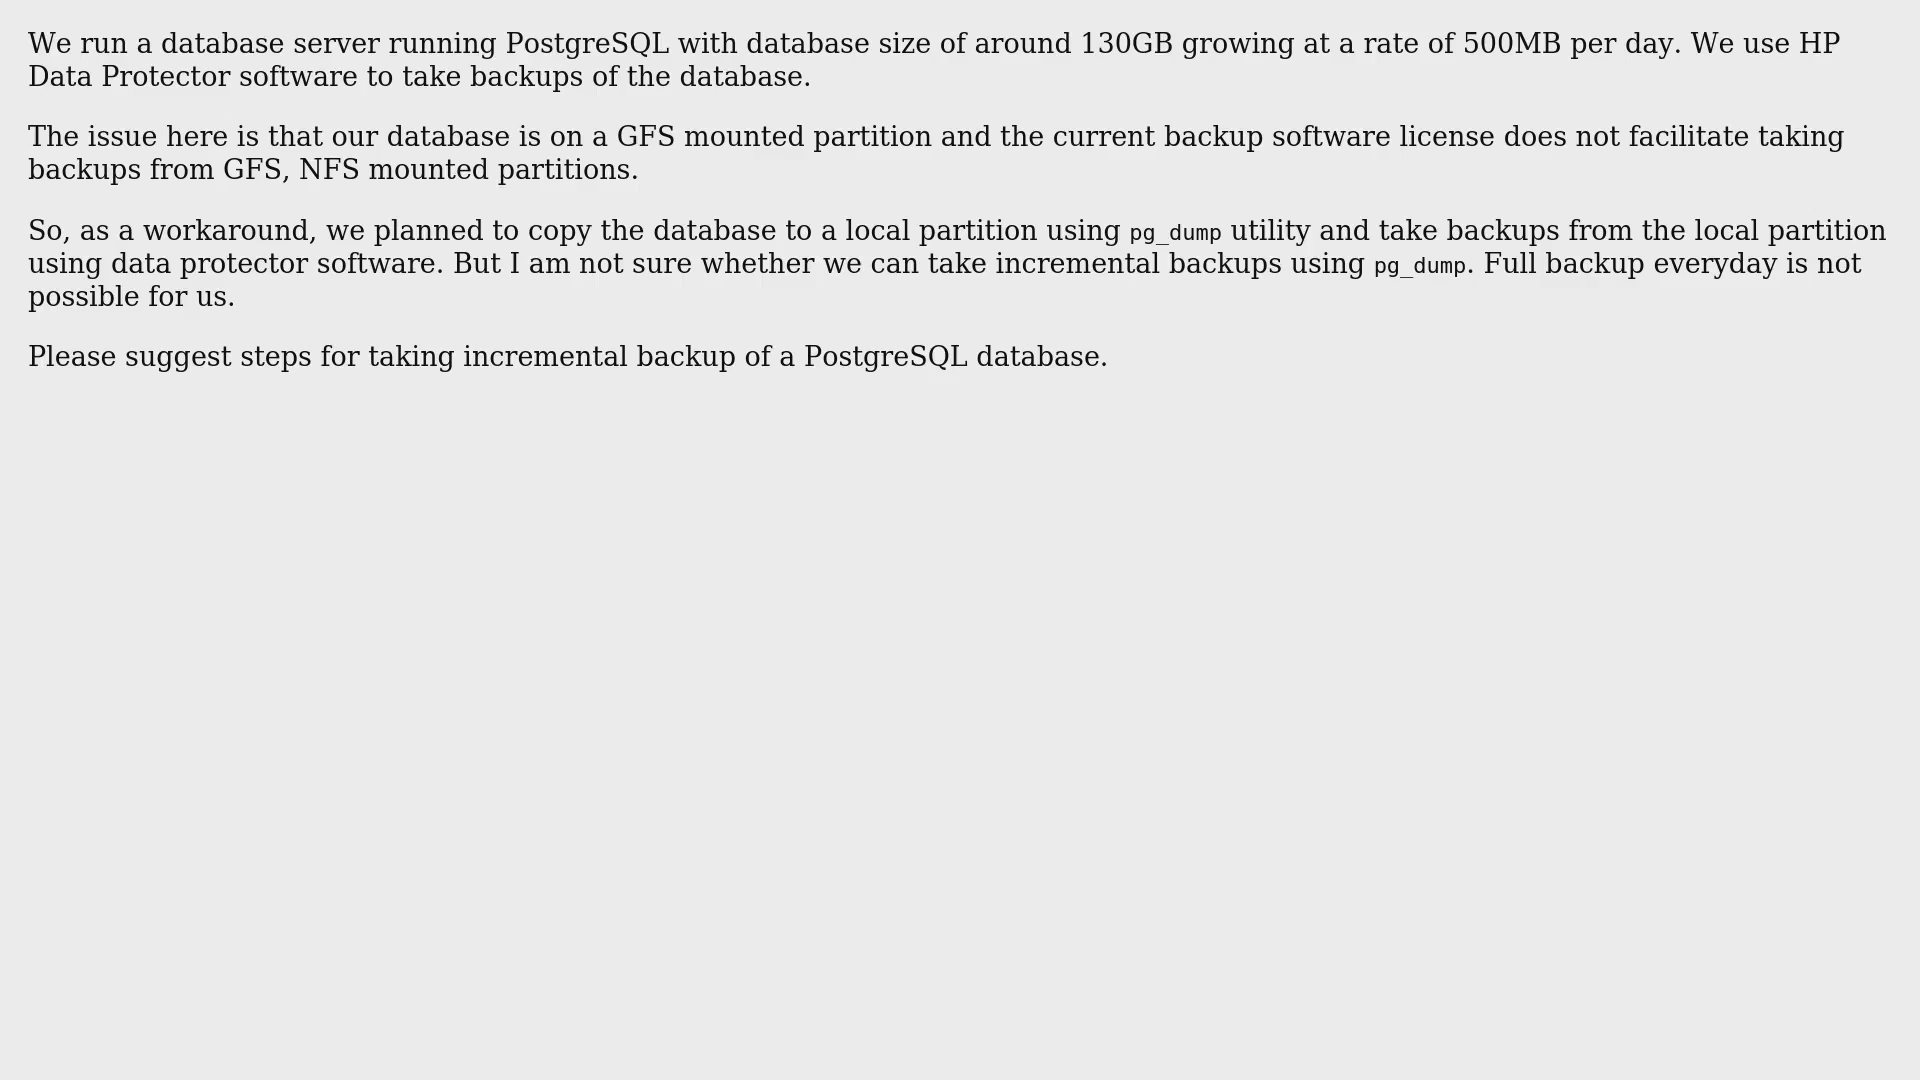 We run a database server running PostgreSQL with database size of around 130GB growing at a rate of 500MB per day. We use HP
Data Protector software to take backups of the database.
The issue here is that our database is on a GFS mounted partition and the current backup software license does not facilitate taking
backups from GFS, NFS mounted partitions.
So, as a workaround, we planned to copy the database to a local partition using pg_dump utility and take backups from the local partition
using data protector software. But I am not sure whether we can take incremental backups using pg_dump. Full backup everyday is not
possible for us.
Please suggest steps for taking incremental backup of a PostgreSQL database.